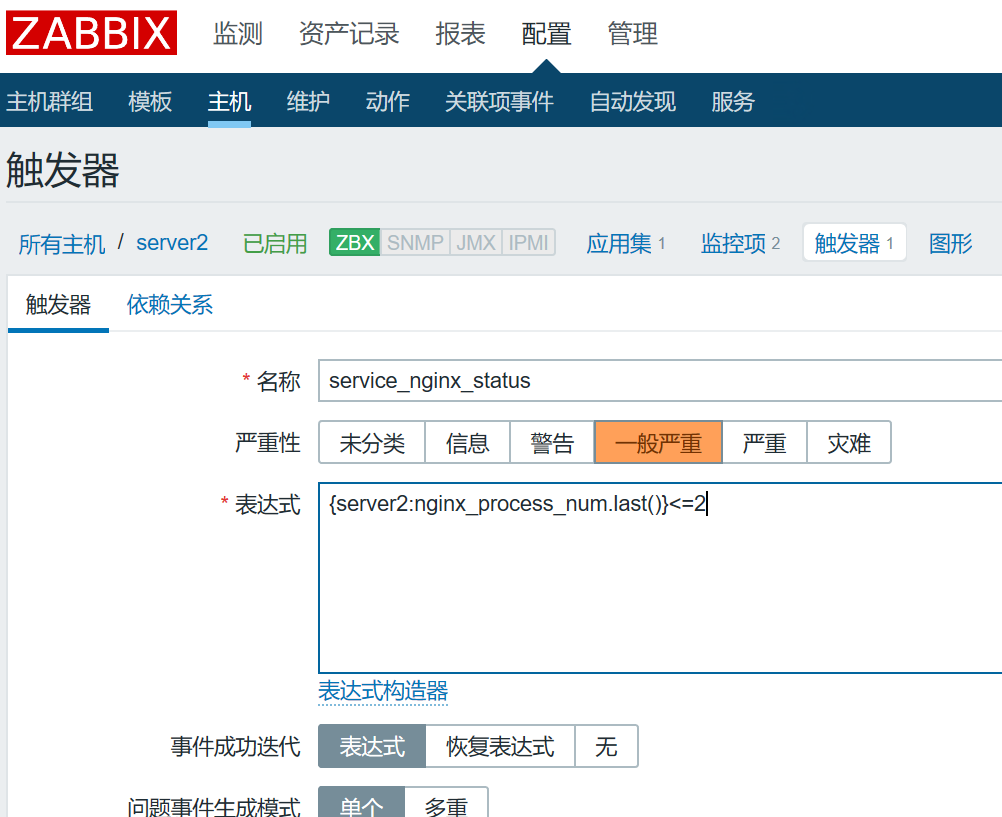 ZABBIX 监测 资产记录 报表 配置 管理
主机群组 模板 主机 维护 动作 关联项事件 自动发现 服务
触发器
所有主机 / server2 已启用 ZBX SNMP JMX IPMI 应用集 1 监控项 2 触发器 1 图形
触发器 依赖关系
* 名称 service_nginx_status
严重性 未分类 信息 警告 一般严重 严重 灾难
* 表达式 {server2:nginx_process_num.last()}<=2
表达式构造器
事件成功迭代 表达式 恢复表达式 无
问题事件生成模式 单个 多重